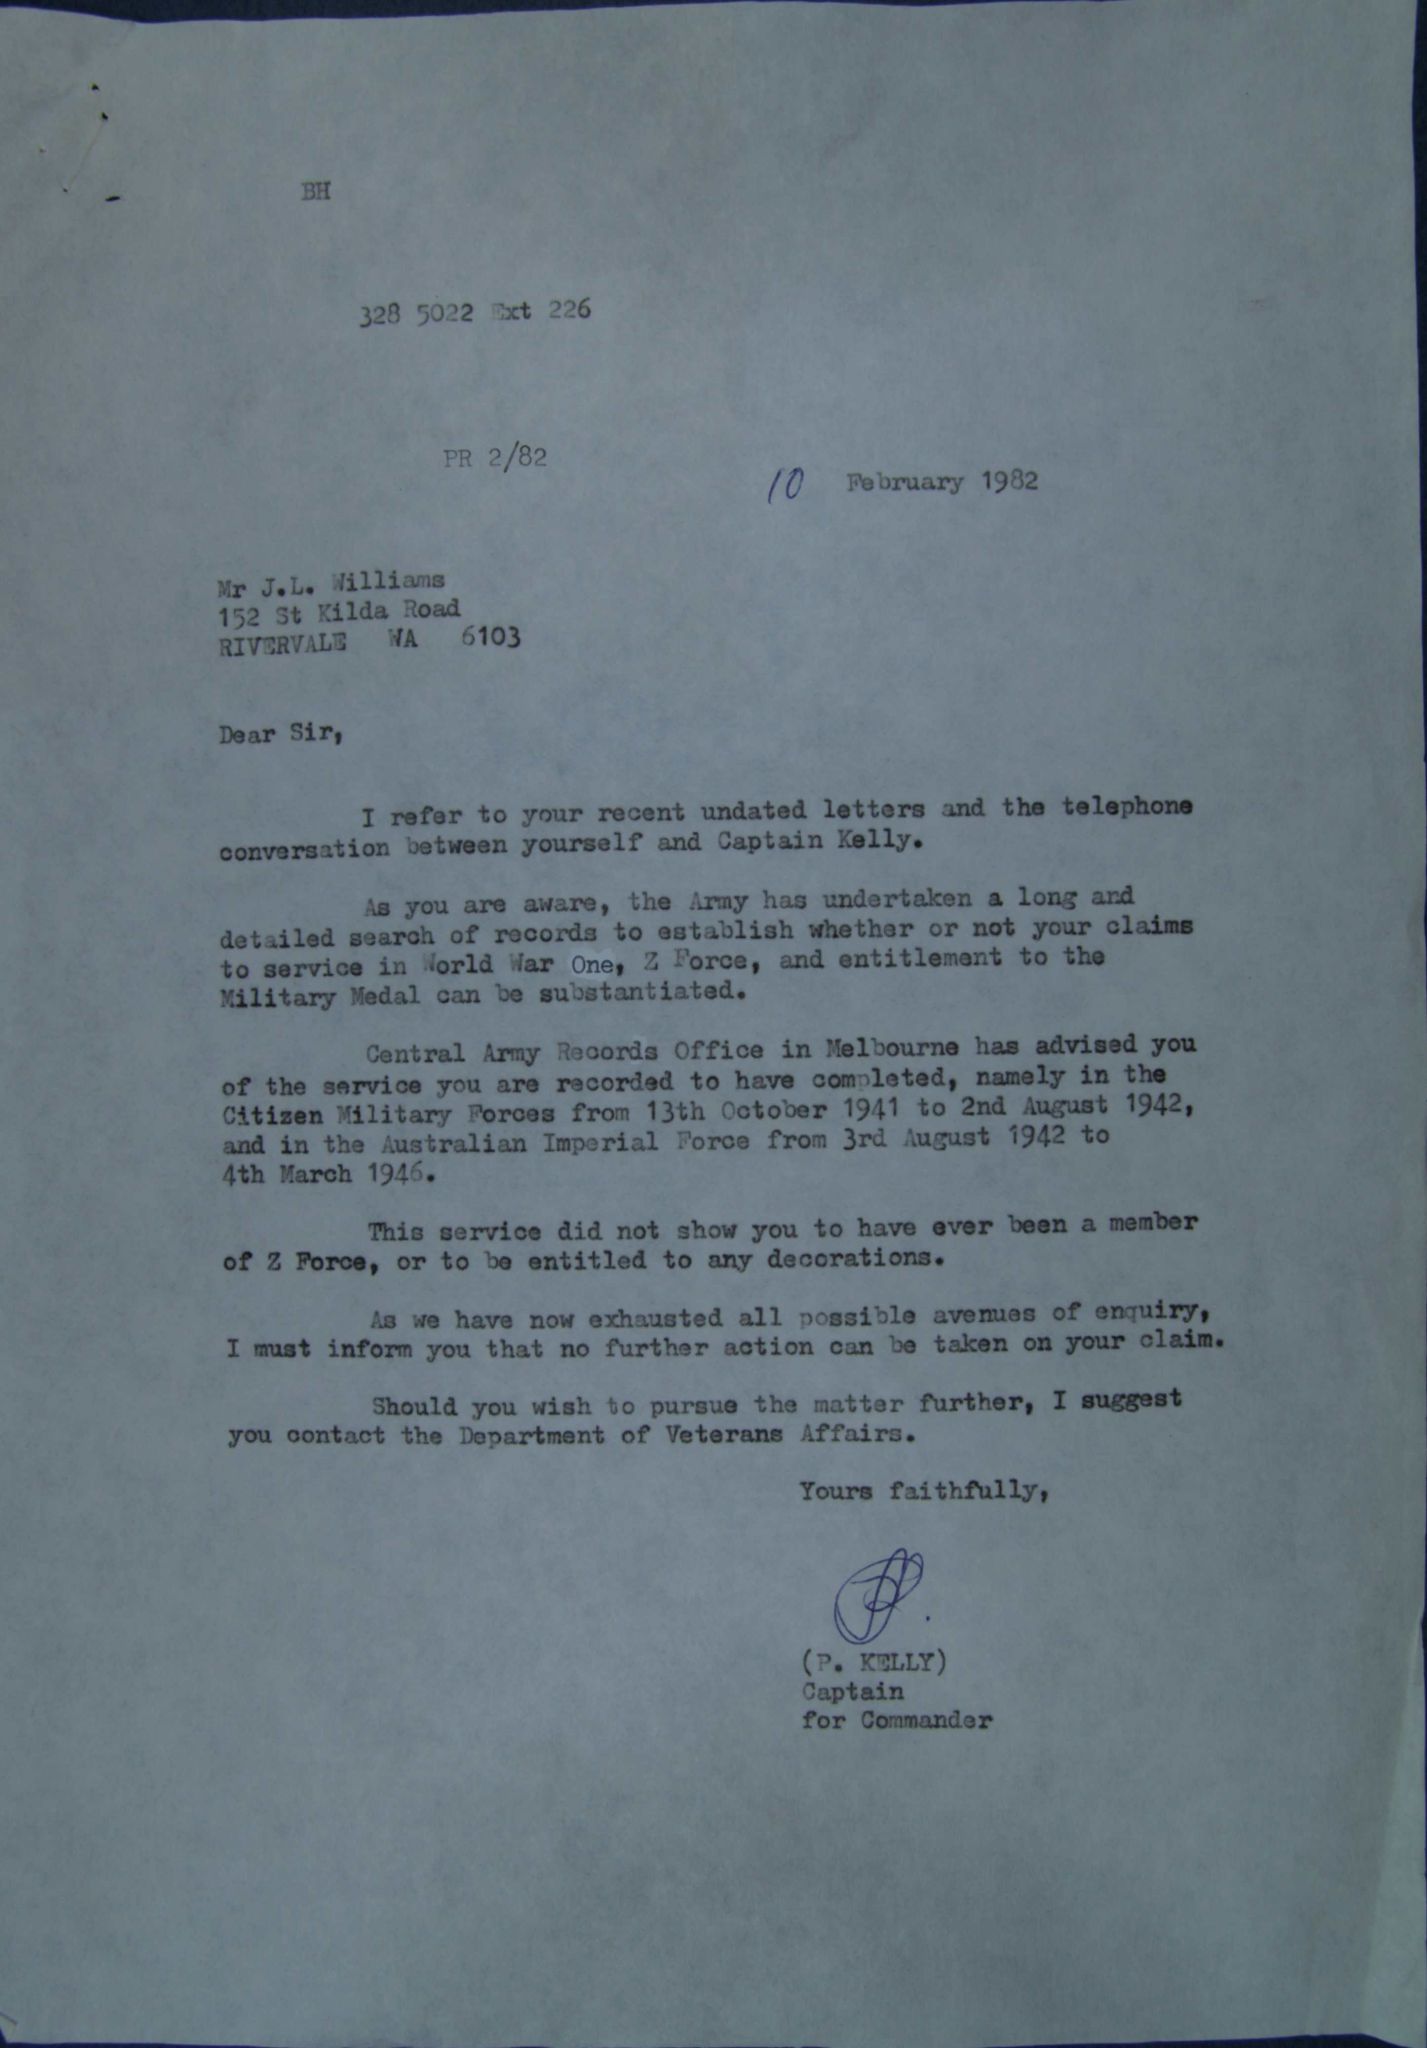 BH
328 5022 Ext 226
PR 2/82
10 February 1982
Mr J.L. Williams
152 St Kilda Road
RIVERVALE WA 6103
Dear Sir,
I refer to your recent undated letters and the telephone
conversation between yourself and Captain Kelly.
As you are aware, the Army has undertaken a long and
detailed search of records to establish whether or not your claims
to service in World War One, Z Force, and entitlement to the
Military Medal can be substantiated.
Central Army Records Office in Melbourne has advised you
of the service you are recorded to have completed, namely in the
Citizen Military Forces from 13th October 1941 to 2nd August 1942,
and in the Australian Imperial Force from 3rd August 1942 to
4th March 1946.
This service did not show you to have ever been a member
of Z Force, or to be entitled to any decorations.
As we have now exhausted all possible avenues of enquiry,
I must inform you that no further action can be taken on your claim.
Should you wish to pursue the matter further, I suggest
you contact the Department of Veterans Affairs.
Yours faithfully,
(P. KELLY)
Captain
for Commander